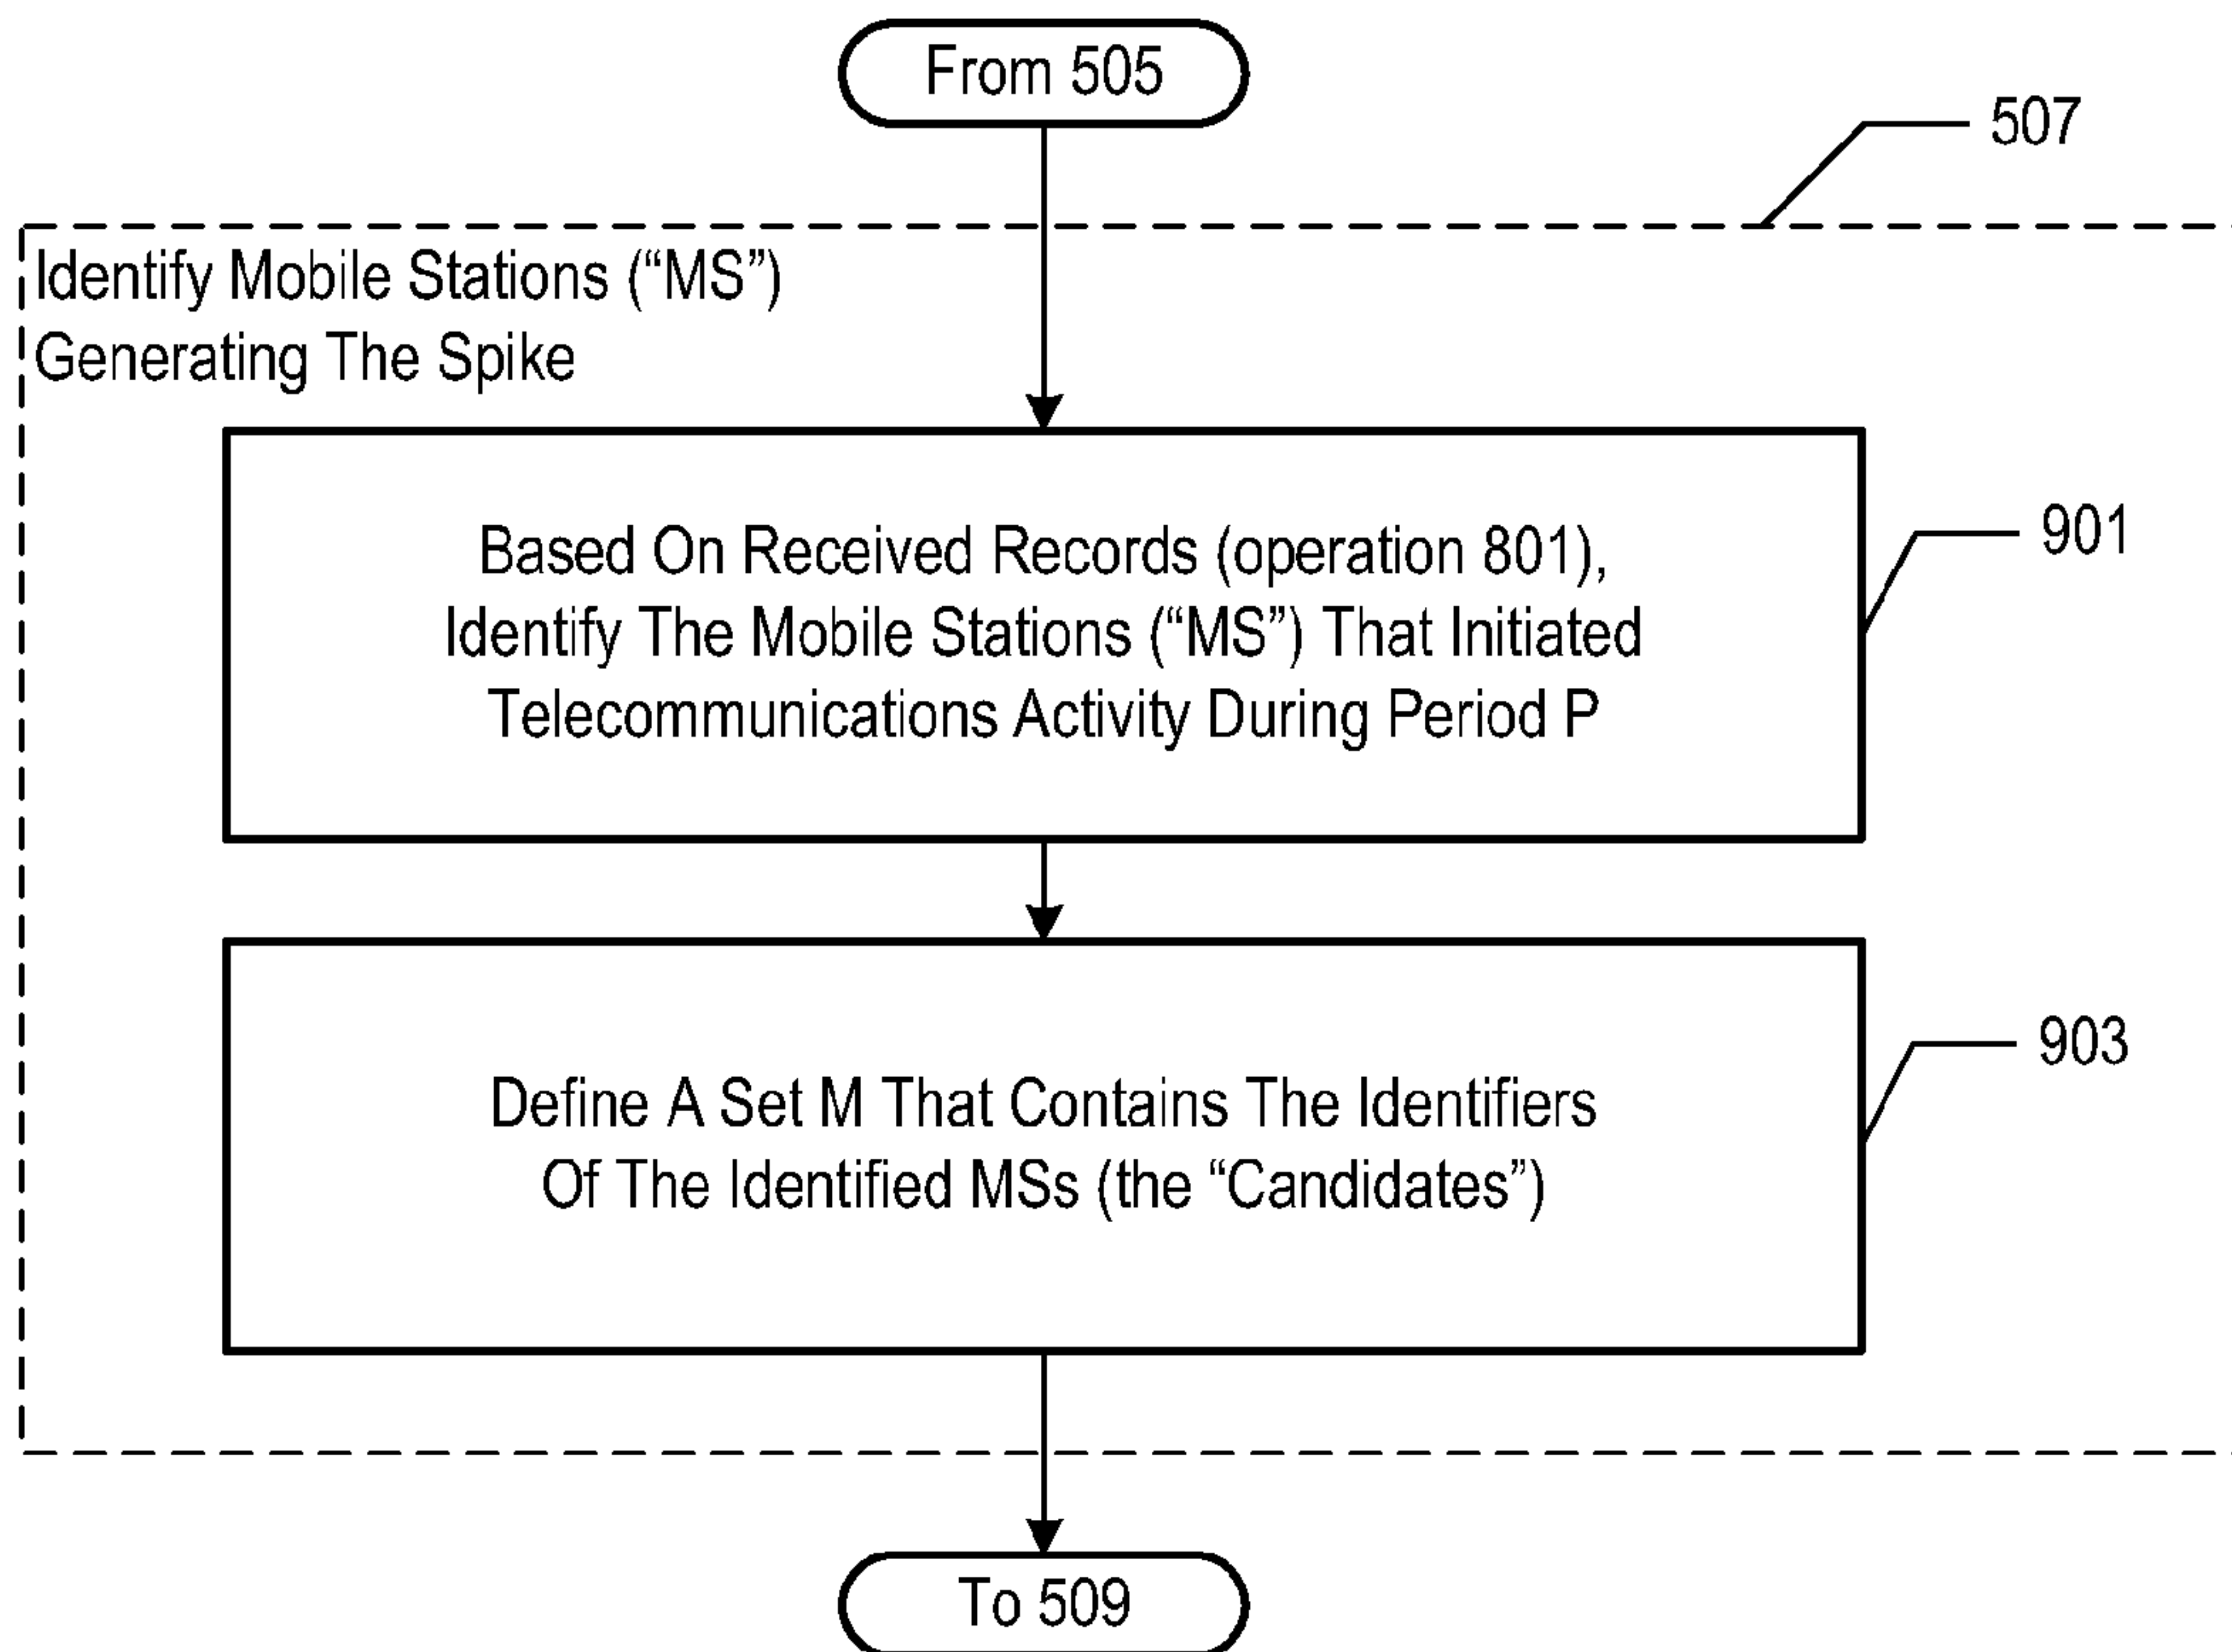 From 505
507
Identify Mobile Stations (“MS”)
Generating The Spike
Based On Received Records (operation 801),
Identify The Mobile Stations (“MS”) That Initiated
Telecommunications Activity During Period P
901
Define A Set M That Contains The Identifiers
Of The Identified MSs (the “Candidates”)
903
To 509